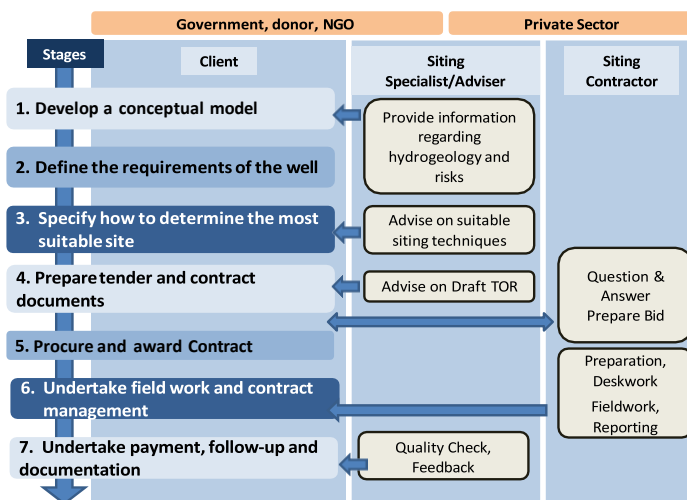 Government, donor, NGO
Private Sector
Stages
Client
Siting
Specialist/Adviser
Siting
Contractor
1. Develop a conceptual model
Provide information
regarding
hydrogeology and
risks
2. Define the requirements of the well
3. Specify how to determine the most
suitable site
Advise on suitable
siting techniques
4. Prepare tender and contract
documents
Advise on Draft TOR
Question &
Answer
Prepare Bid
5. Procure and award Contract
Preparation,
Deskwork
Fieldwork,
Reporting
6. Undertake field work and contract
management
7. Undertake payment, follow-up and
documentation
Quality Check,
Feedback